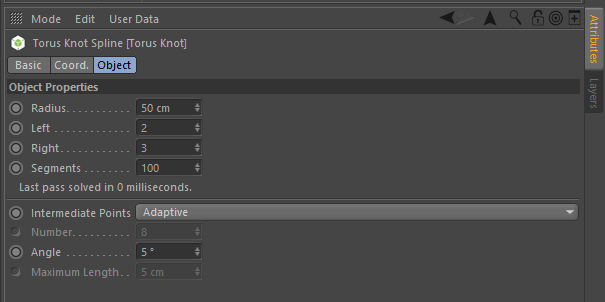 Mode Edit User Data
Torus Knot Spline [Torus Knot]
Basic Coord. Object
Object Properties
Radius. . . . . . . . . . . 50 cm
Left . . . . . . . . . . . . . 2
Right . . . . . . . . . . . . 3
Segments . . . . . . . . 100
Last pass solved in 0 milliseconds.
Intermediate Points Adaptive
Number. . . . . . . . . . . 8
Angle . . . . . . . . . . . . 5 °
Maximum Length . . 5 cm
Attributes
Layers